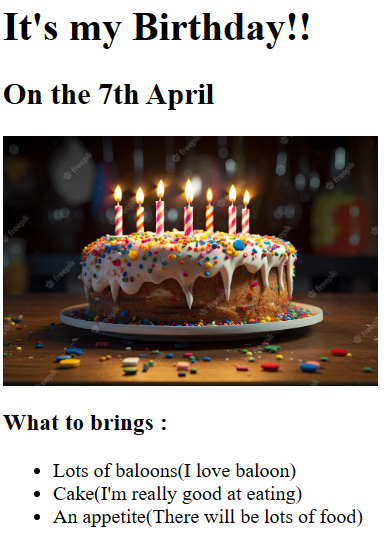 It's my Birthday!!
On the 7th April
What to brings :
Lots of baloons(I love baloon)
Cake(I'm really good at eating)
An appetite(There will be lots of food)